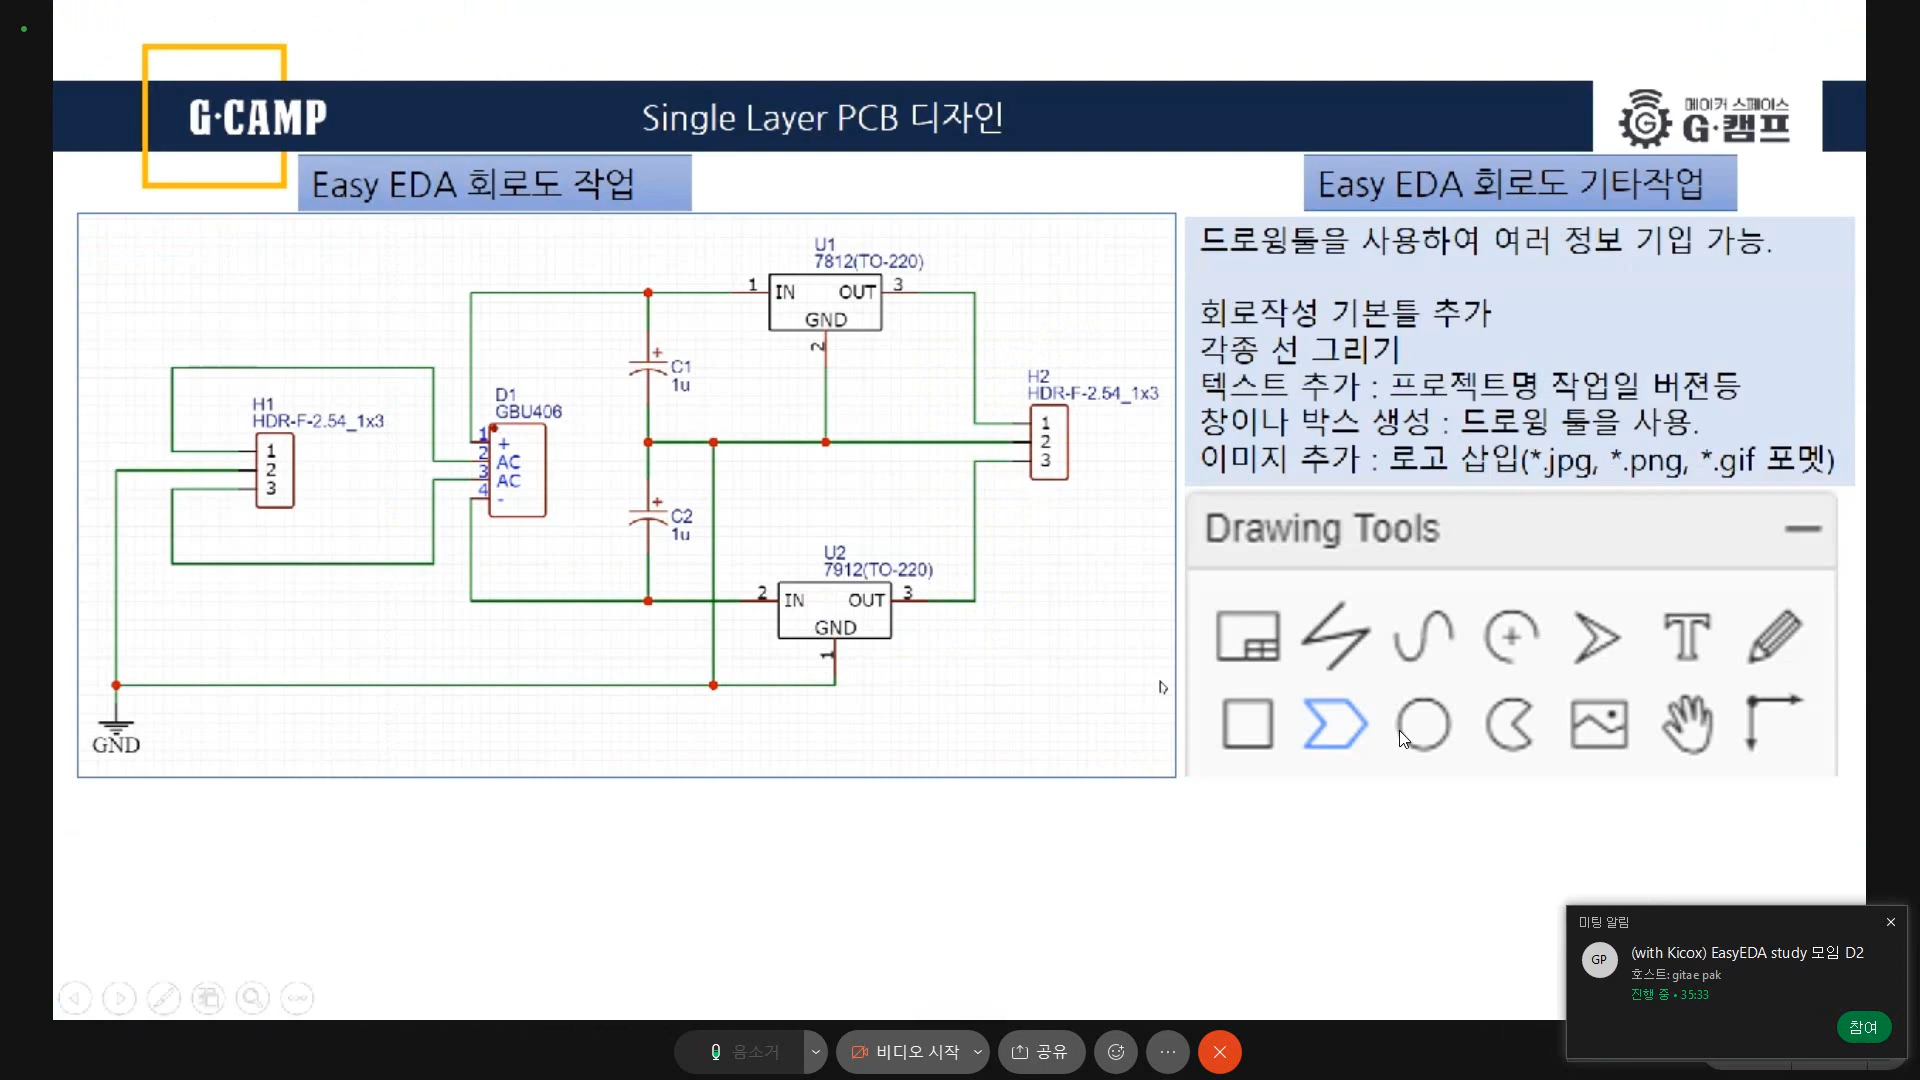 G·CAMP
Single Layer PCB 디자인
메이커 스페이스
G·캠프
Easy EDA 회로도 작업
Easy EDA 회로도 기타작업
U1
7812(TO-220)
1
IN
OUT
3
GND
2
C1
1u
H1
HDR-F-2.54_1x3
1
2
3
D1
GBU406
1
+
2
AC
3
AC
4
-
H2
HDR-F-2.54_1x3
1
2
3
+
+
C2
1u
U2
7912(TO-220)
2
IN
OUT
3
GND
1
GND
드로윙툴을 사용하여 여러 정보 기입 가능.
회로작성 기본틀 추가
각종 선 그리기
텍스트 추가 : 프로젝트명 작업일 버젼등
창이나 박스 생성 : 드로윙 툴을 사용.
이미지 추가 : 로고 삽입(*.jpg, *.png, *.gif 포멧)
Drawing Tools
T
미팅 알림
GP
(with Kicox) EasyEDA study 모임 D2
호스트: gitae pak
진행 중 • 35:33
참여
음소거
비디오 시작
공유